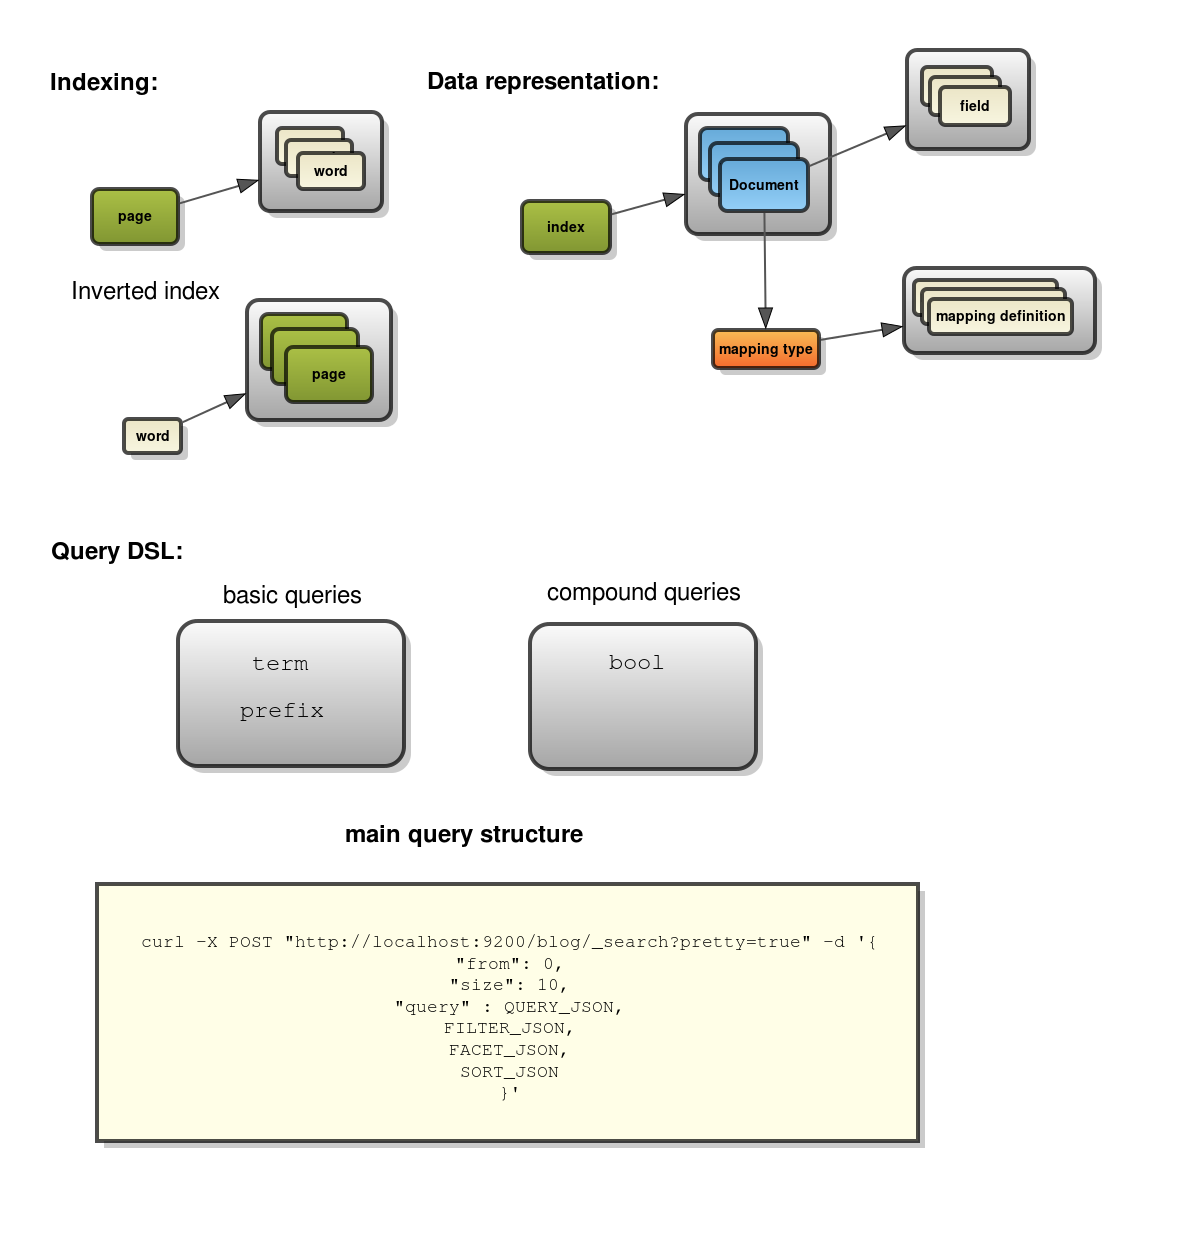 Indexing:
word
page
Inverted index
page
word
Data representation:
field
Document
index
mapping definition
mapping type
Query DSL:
basic queries
term
prefix
compound queries
bool
main query structure
curl -X POST "http://localhost:9200/blog/_search?pretty=true" -d '{
"from": 0,
"size": 10,
"query" : QUERY_JSON,
FILTER_JSON,
FACET_JSON,
SORT_JSON
}'